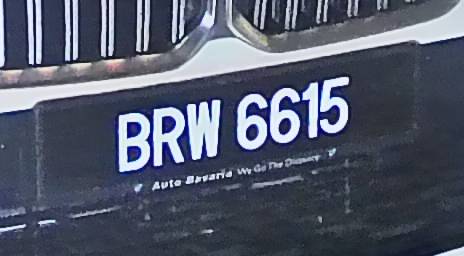 BRW 6615
Auto Bavaria We Go The Distance